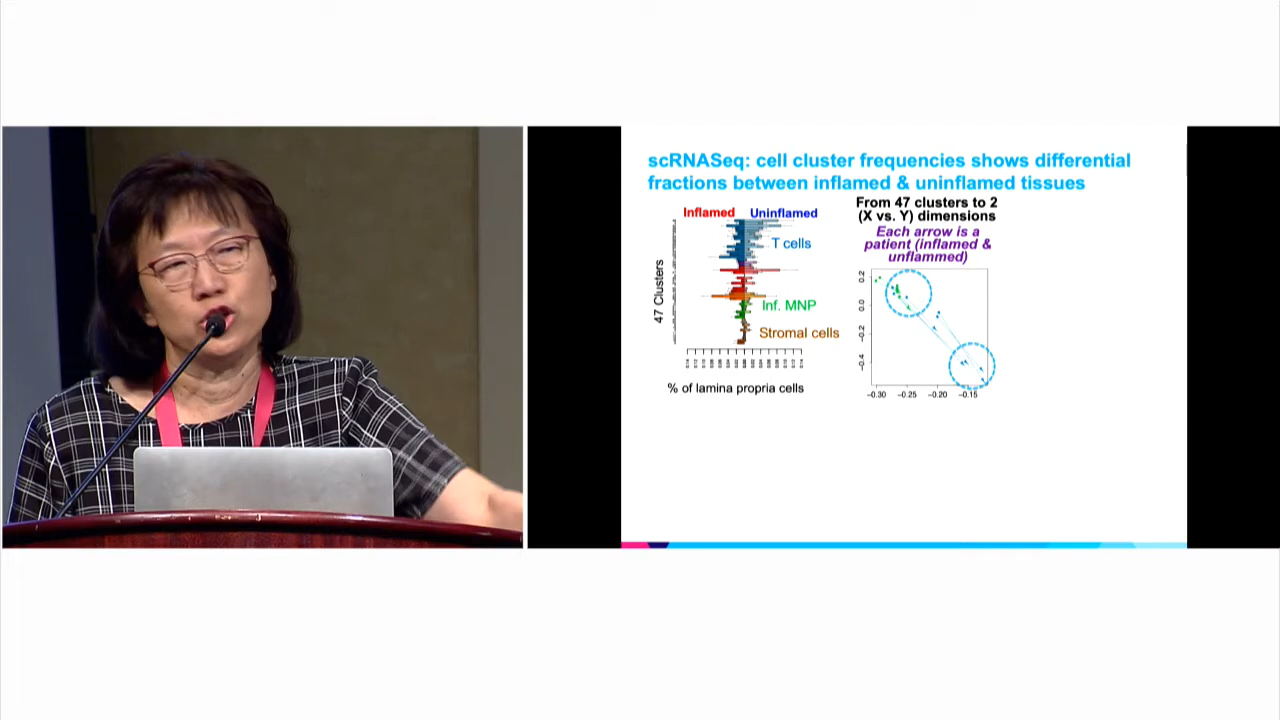 scRNASeq: cell cluster frequencies shows differential
fractions between inflamed & uninflamed tissues
Inflamed Uninflamed
T cells
Inf. MNP
Stromal cells
47 Clusters
% of lamina propria cells
From 47 clusters to 2
(X vs. Y) dimensions
Each arrow is a
patient (inflamed &
unflammed)
0.2
0.0
−0.2
−0.4
−0.30 −0.25 −0.20 −0.15